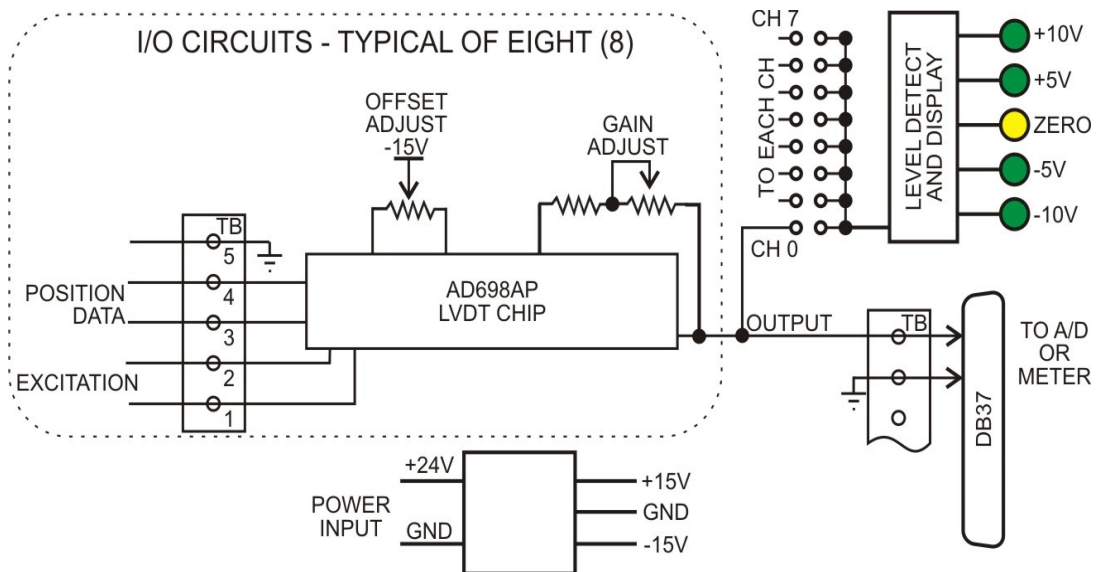 I/O CIRCUITS - TYPICAL OF EIGHT (8)
OFFSET
ADJUST
-15V
GAIN
ADJUST
TB
5
4
3
2
1
POSITION
DATA
EXCITATION
AD698AP
LVDT CHIP
CH 7
TO EACH CH
CH 0
LEVEL DETECT
AND DISPLAY
+10V
+5V
ZERO
-5V
-10V
OUTPUT
TB
DB37
TO A/D
OR
METER
POWER
INPUT
+24V
GND
+15V
GND
-15V